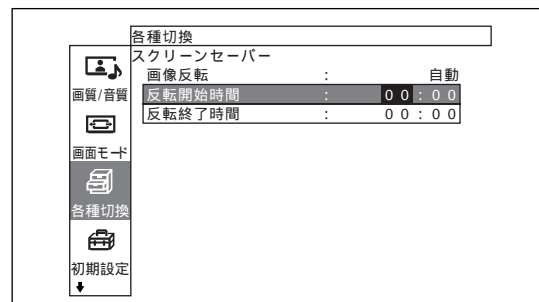 各種切換
スクリーンセーバー
画像反転 : 自動
反転開始時間 : 00:00
反転終了時間 : 00:00
画質/音質
画面モード
各種切換
初期設定